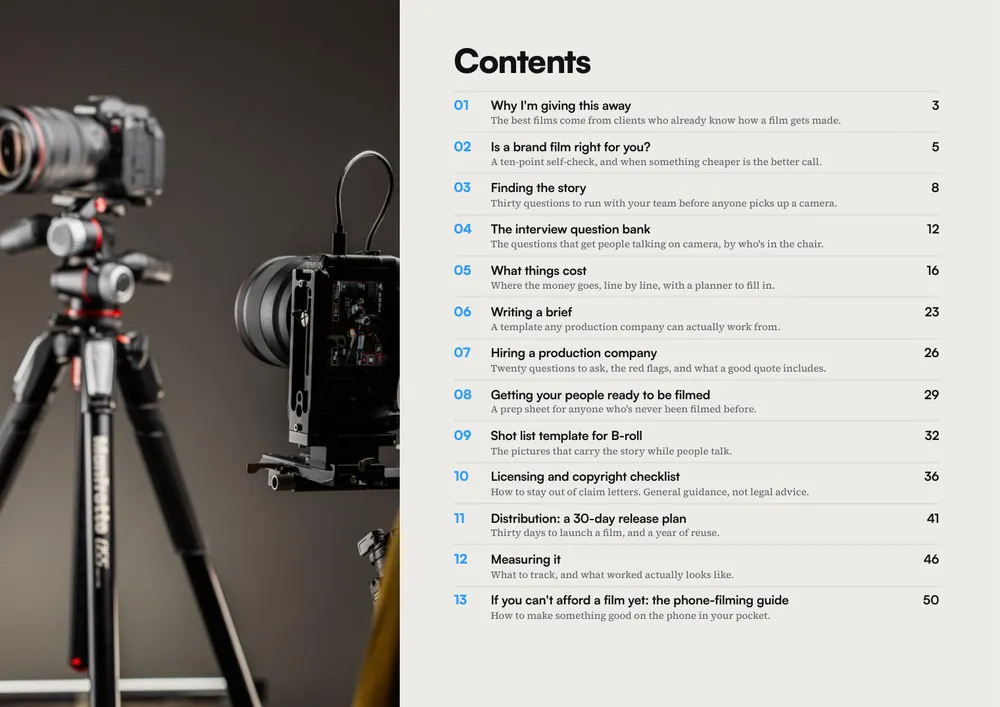 Contents
01 Why I'm giving this away 3
The best films come from clients who already know how a film gets made.
02 Is a brand film right for you? 5
A ten-point self-check, and when something cheaper is the better call.
03 Finding the story 8
Thirty questions to run with your team before anyone picks up a camera.
04 The interview question bank 12
The questions that get people talking on camera, by who's in the chair.
05 What things cost 16
Where the money goes, line by line, with a planner to fill in.
06 Writing a brief 23
A template any production company can actually work from.
07 Hiring a production company 26
Twenty questions to ask, the red flags, and what a good quote includes.
08 Getting your people ready to be filmed 29
A prep sheet for anyone who's never been filmed before.
09 Shot list template for B-roll 32
The pictures that carry the story while people talk.
10 Licensing and copyright checklist 36
How to stay out of claim letters. General guidance, not legal advice.
11 Distribution: a 30-day release plan 41
Thirty days to launch a film, and a year of reuse.
12 Measuring it 46
What to track, and what worked actually looks like.
13 If you can't afford a film yet: the phone-filming guide 50
How to make something good on the phone in your pocket.
Manfrotto 055